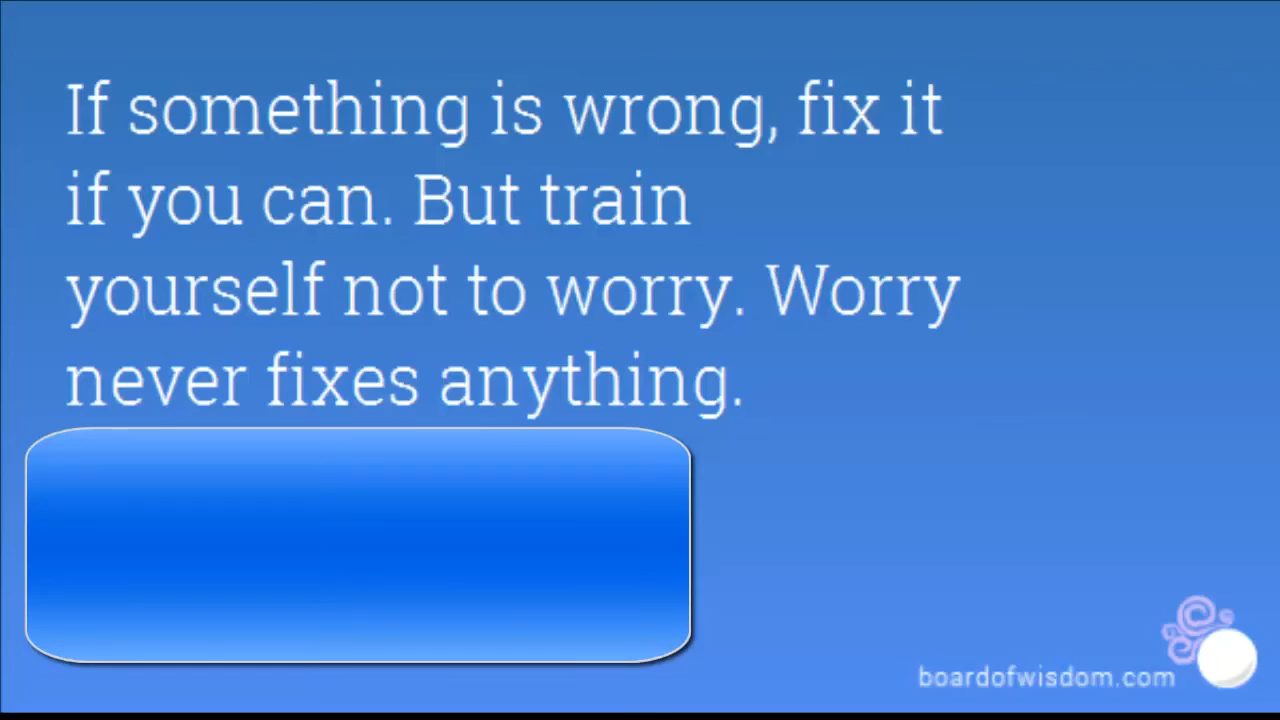 If something is wrong, fix it
if you can. But train
yourself not to worry. Worry
never fixes anything.
boardofwisdom.com